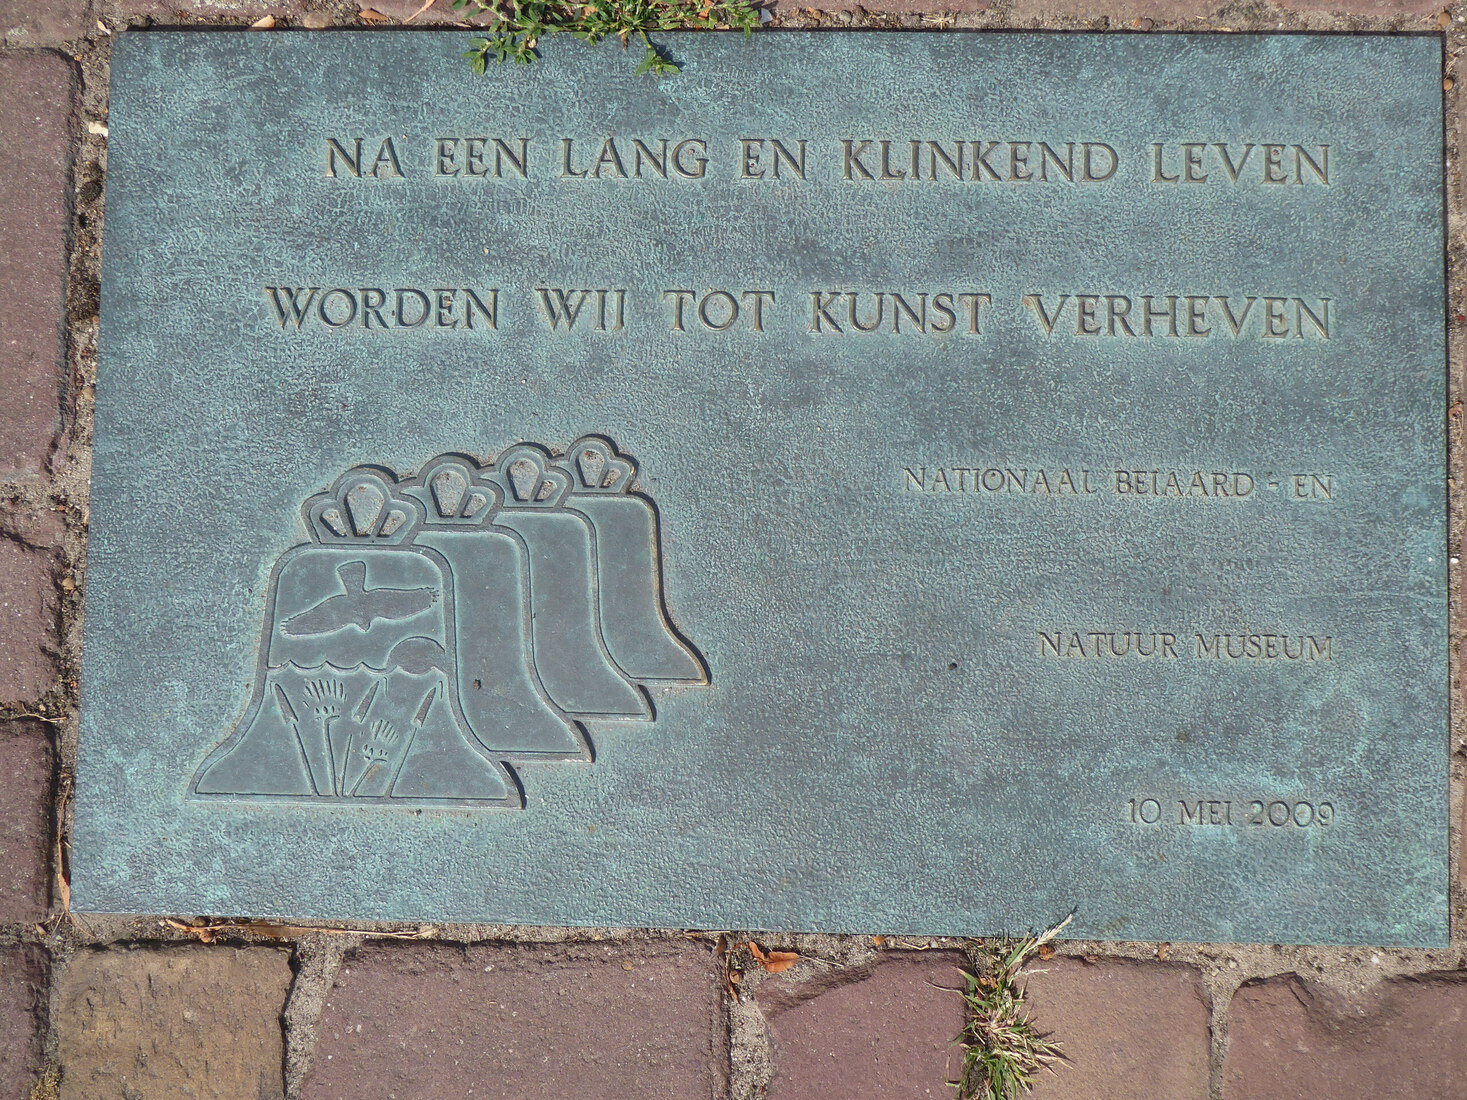 NA EEN LANG EN KLINKEND LEVEN
WORDEN WIJ TOT KUNST VERHEVEN
NATIONAAL BEIAARD - EN
NATUUR MUSEUM
10 MEI 2009